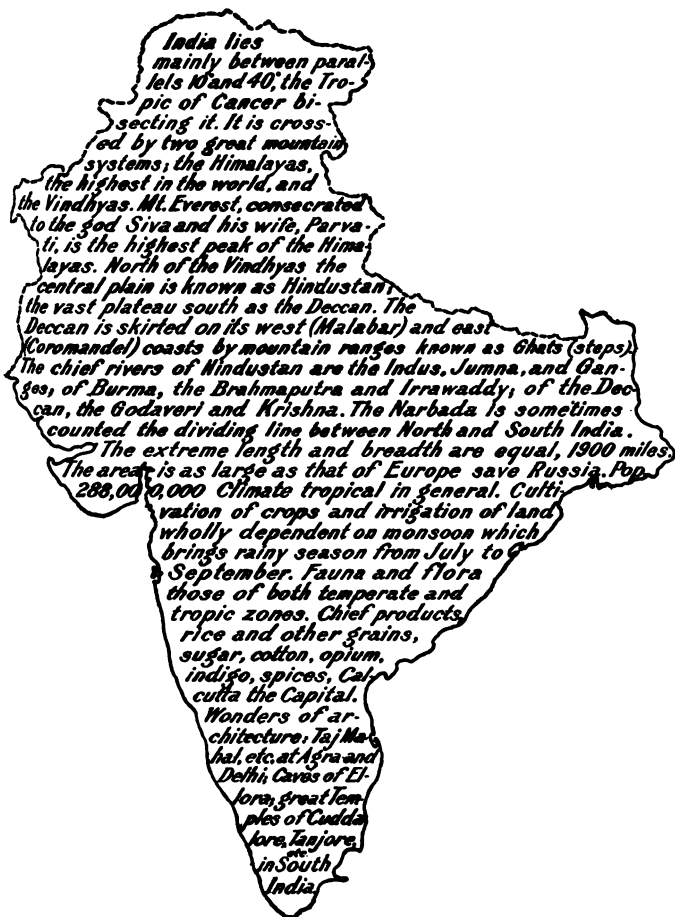 India lies
mainly between paral-
lels 10° and 40°, the Tro-
pic of Cancer bi-
secting it. It is cross-
ed by two great mountain
systems; the Himalayas,
the highest in the world, and
the Vindhyas. Mt. Everest, consecrated
to the god Siva and his wife, Parva-
ti, is the highest peak of the Hima-
layas. North of the Vindhyas the
central plain is known as Hindustan;
the vast plateau south as the Deccan. The
Deccan is skirted on its west (Malabar) and east
(Coromandel) coasts by mountain ranges known as Ghats (steps).
The chief rivers of Hindustan are the Indus, Jumna, and Gan-
ges; of Burma, the Brahmaputra and Irrawaddy; of the Dec-
can, the Godaveri and Krishna. The Narbada is sometimes
counted the dividing line between North and South India.
The extreme length and breadth are equal, 1900 miles.
The area is as large as that of Europe save Russia. Pop.
288,000,000 Climate tropical in general. Culti-
vation of crops and irrigation of land
wholly dependent on monsoon which
brings rainy season from July to
September. Fauna and flora
those of both temperate and
tropic zones. Chief products,
rice and other grains,
sugar, cotton, opium,
indigo, spices, Cal-
cutta the Capital.
Wonders of ar-
chitecture; Taj Ma-
hal, etc. at Agra and
Delhi; Caves of El-
lora; great Tem-
ples of Cudda
lore, Tanjore,
etc.
in South
India.